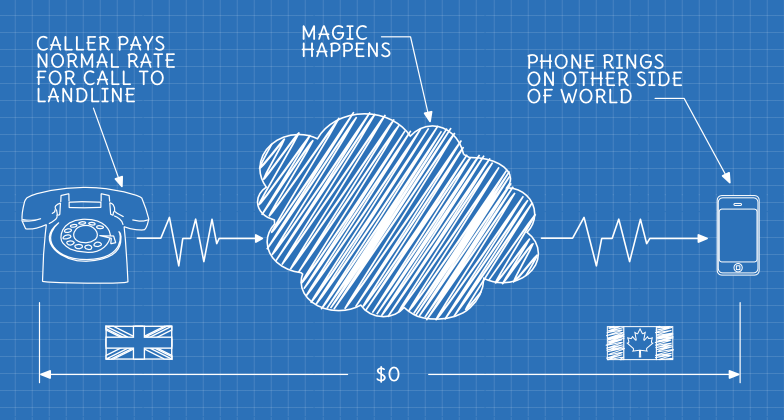 CALLER PAYS
NORMAL RATE
FOR CALL TO
LANDLINE
MAGIC
HAPPENS
PHONE RINGS
ON OTHER SIDE
OF WORLD
$0